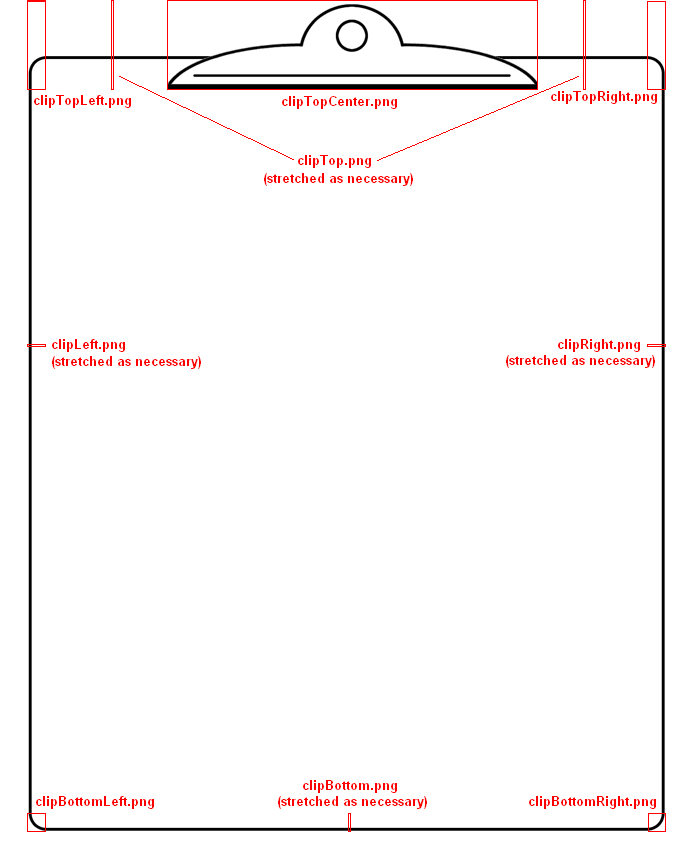 clipTopLeft.png
clipTopCenter.png
clipTopRight.png
clipTop.png
(stretched as necessary)
clipLeft.png
(stretched as necessary)
clipRight.png
(stretched as necessary)
clipBottom.png
(stretched as necessary)
clipBottomLeft.png
clipBottomRight.png